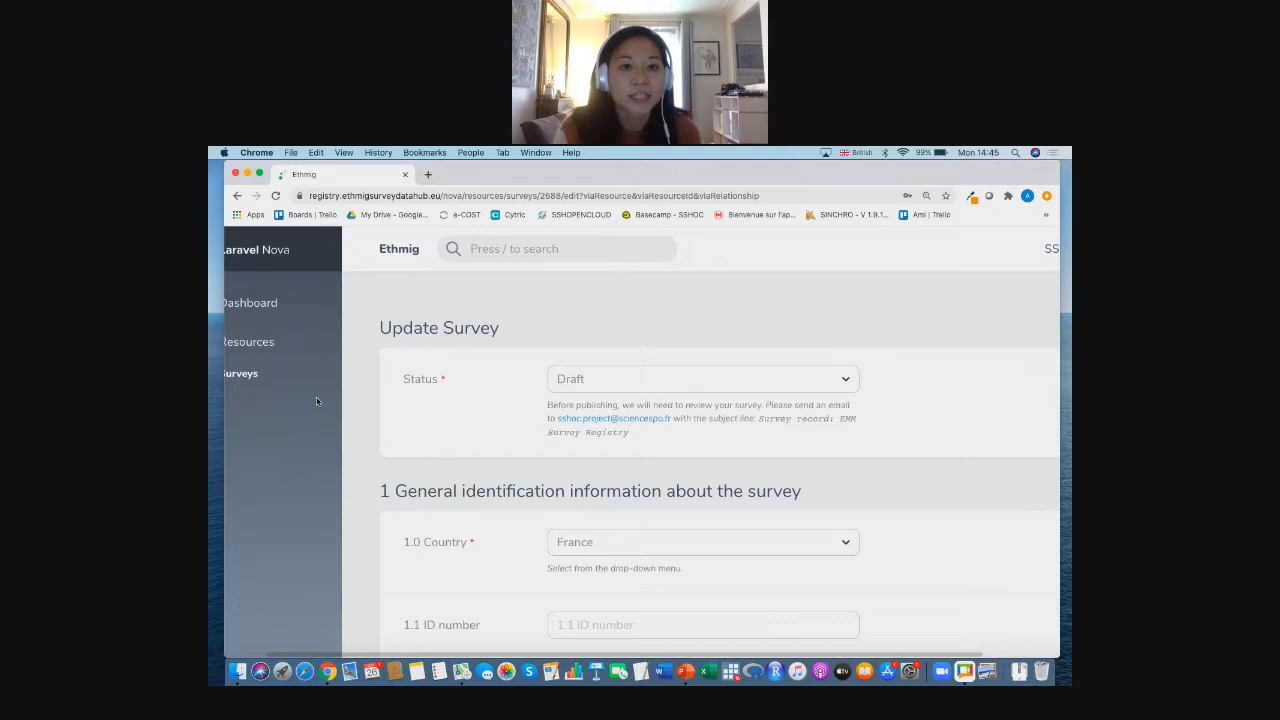 Chrome File Edit View History Bookmarks People Tab Window Help British 99% Mon 14:45
Ethmig
registry.ethmigsurveydatahub.eu/nova/resources/surveys/2688/edit?viaResource&viaResourceId&viaRelationship
Apps Boards | Trello My Drive - Google... e-COST Cytric SSHOPENCLOUD Basecamp - SSHOC Bienvenue sur l'ap... SINCHRO - V 1.9.1... Ami | Trello »
aravel Nova Ethmig Press / to search SS
Dashboard
Resources
Surveys
Update Survey
Status * Draft
Before publishing, we will need to review your survey. Please send an email
to sshoc.project@sciencespo.fr with the subject line: Survey record: EMM
Survey Registry
1 General identification information about the survey
1.0 Country * France
Select from the drop-down menu.
1.1 ID number 1.1 ID number